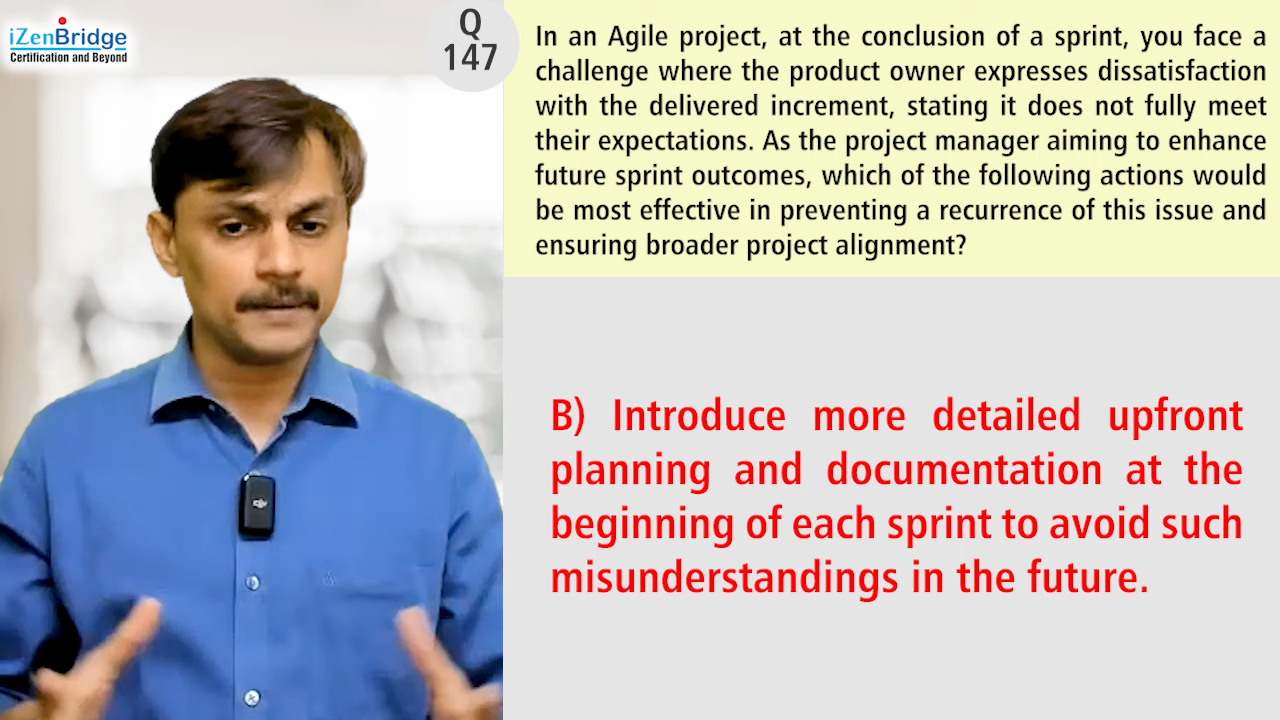 iZenBridge
Certification and Beyond
Q
147
In an Agile project, at the conclusion of a sprint, you face a
challenge where the product owner expresses dissatisfaction
with the delivered increment, stating it does not fully meet
their expectations. As the project manager aiming to enhance
future sprint outcomes, which of the following actions would
be most effective in preventing a recurrence of this issue and
ensuring broader project alignment?
B) Introduce more detailed upfront
planning and documentation at the
beginning of each sprint to avoid such
misunderstandings in the future.
dji